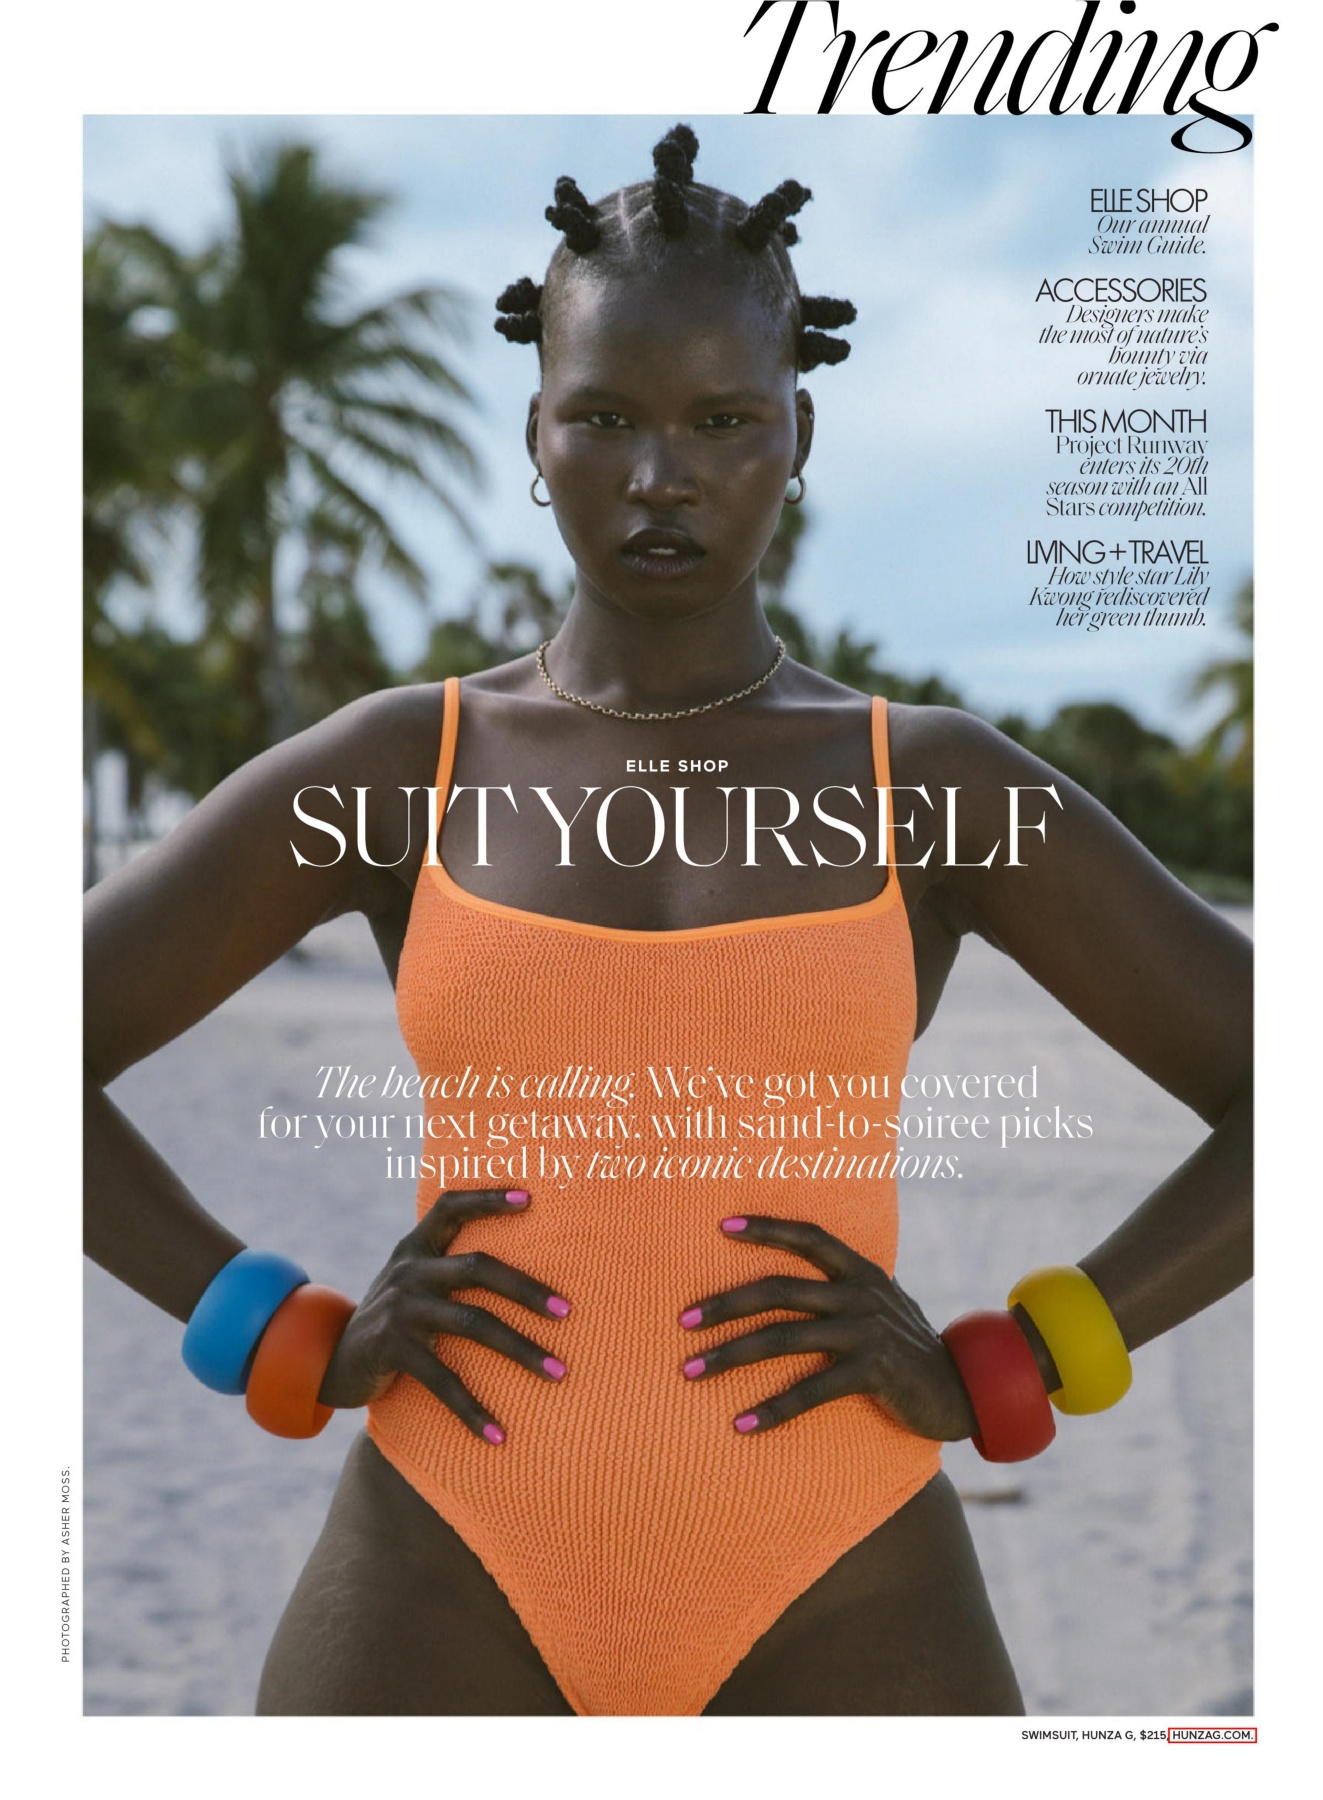 Trending
ELLE SHOP
Our annual
Swim Guide.
ACCESSORIES
Designers make
the most of nature's
bounty via
ornate jewelry.
THIS MONTH
Project Runway
enters its 20th
season with an All
Stars competition.
LIVING+TRAVEL
How style star Lily
Kwong rediscovered
her green thumb.
ELLE SHOP
SUIT YOURSELF
The beach is calling. We've got you covered
for your next getaway, with sand-to-soiree picks
inspired by two iconic destinations.
PHOTOGRAPHED BY ASHER MOSS.
SWIMSUIT, HUNZA G, $215, HUNZAG.COM.